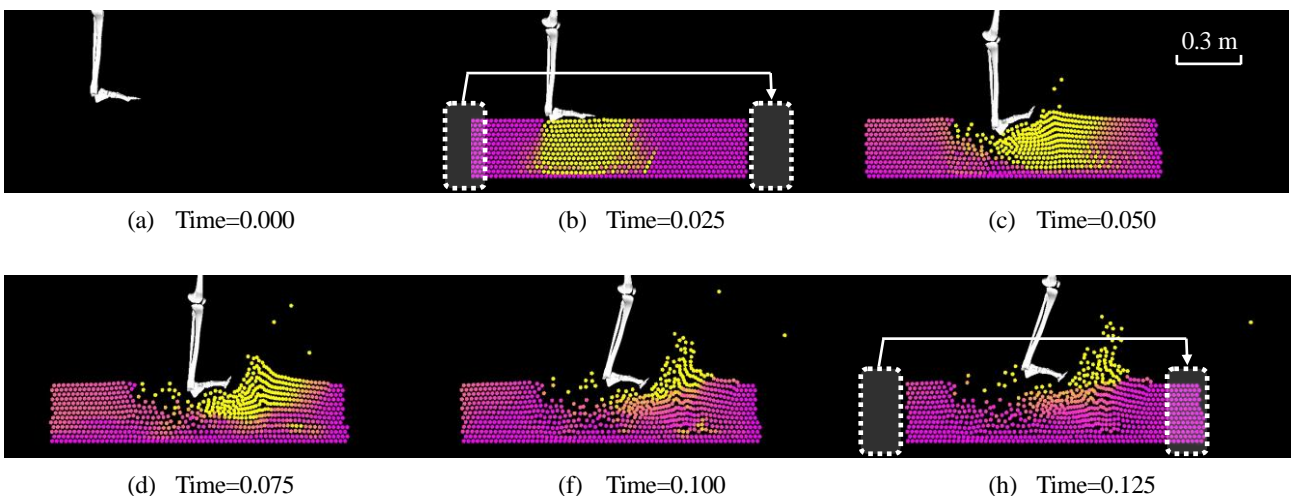 0.3 m
(a) Time=0.000
(b) Time=0.025
(c) Time=0.050
(d) Time=0.075
(f) Time=0.100
(h) Time=0.125